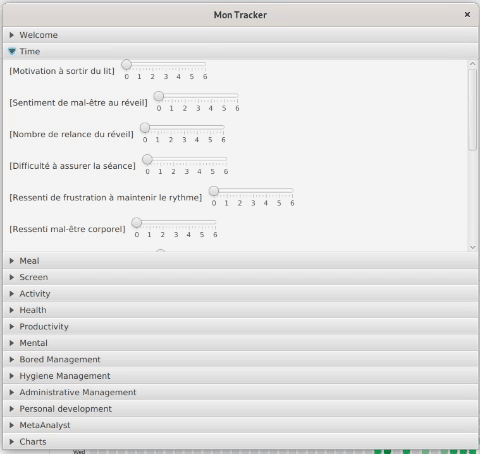 Mon Tracker
Welcome
Time
[Motivation à sortir du lit]
0 1 2 3 4 5 6
[Sentiment de mal-être au réveil]
0 1 2 3 4 5 6
[Nombre de relance du réveil]
0 1 2 3 4 5 6
[Difficulté à assurer la séance]
0 1 2 3 4 5 6
[Ressenti de frustration à maintenir le rythme]
0 1 2 3 4 5 6
[Ressenti mal-être corporel]
0 1 2 3 4 5 6
Meal
Screen
Activity
Health
Productivity
Mental
Bored Management
Hygiene Management
Administrative Management
Personal development
MetaAnalyst
Charts
Wed